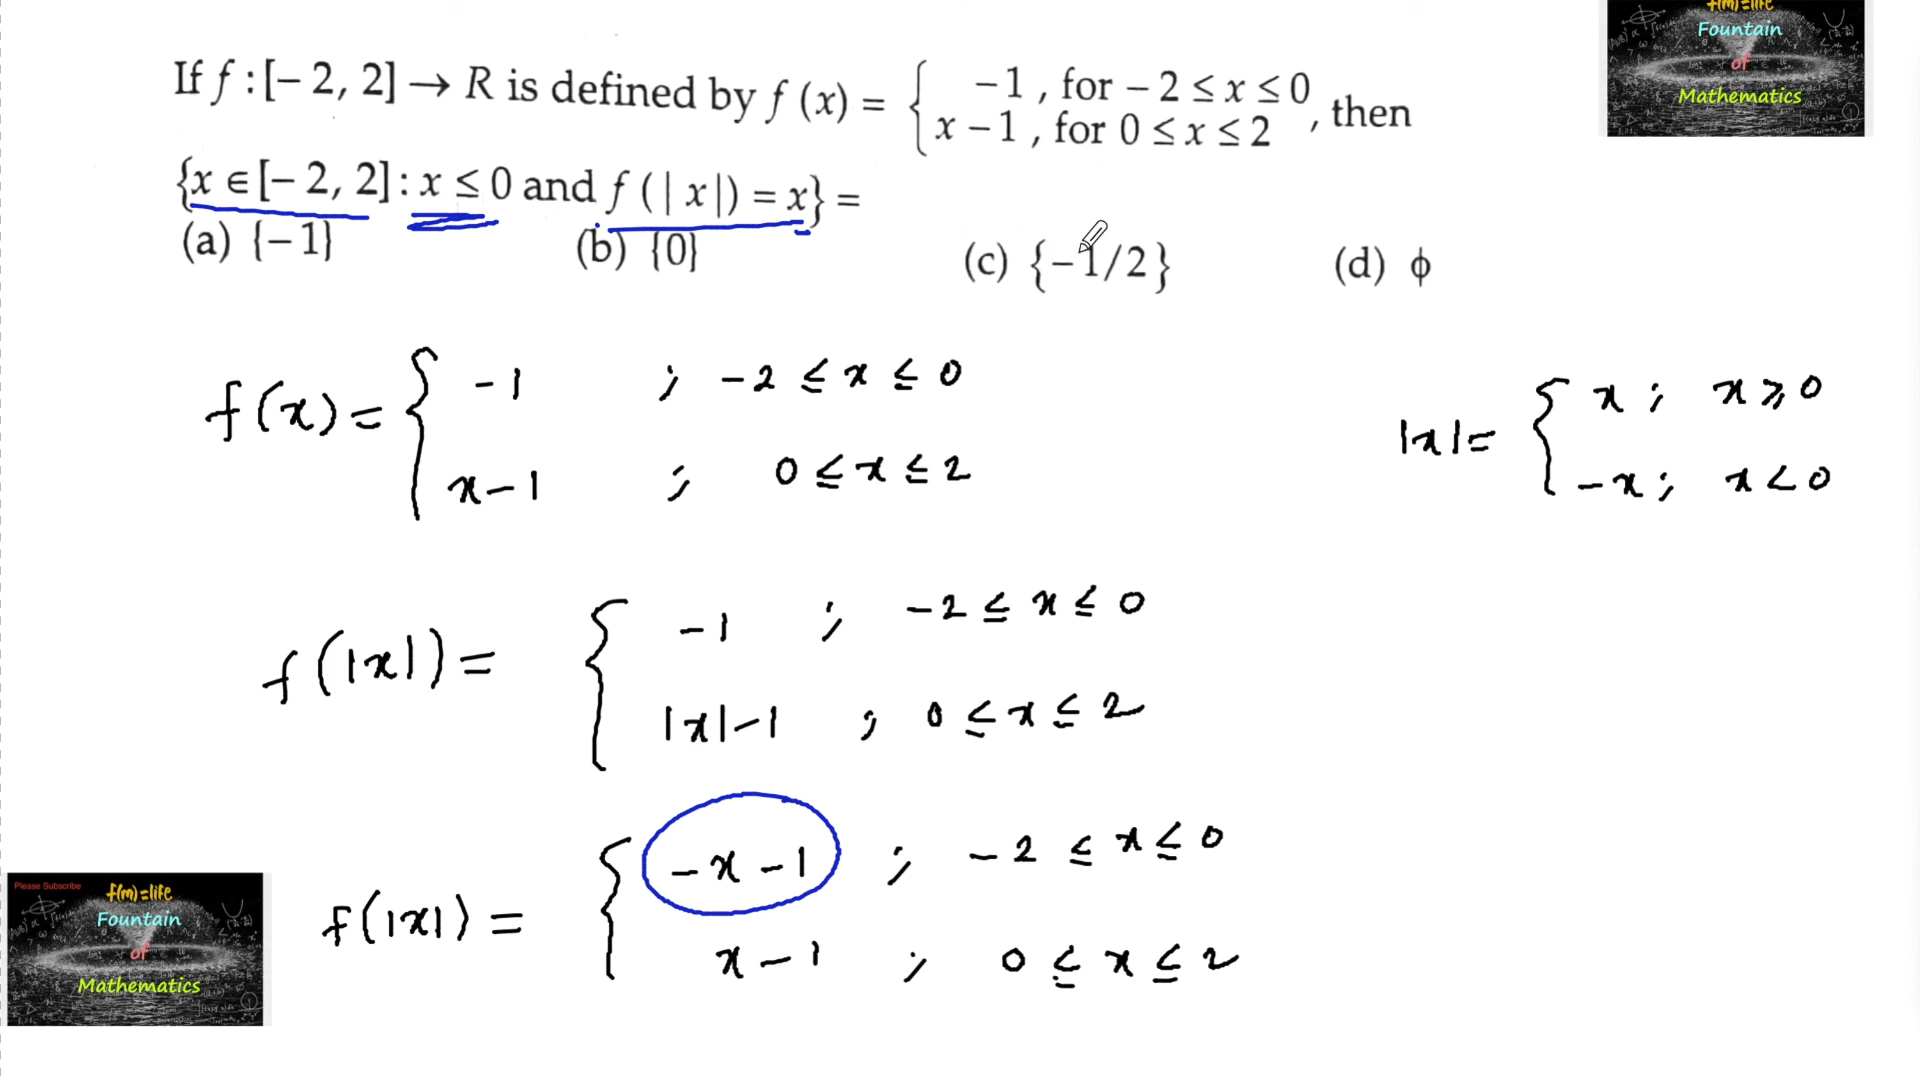 f(m)=life
Fountain
of
Mathematics
If f : [– 2, 2] → R is defined by f (x) = { –1 , for – 2 ≤ x ≤ 0
x – 1 , for 0 ≤ x ≤ 2 , then
{x ∈ [– 2, 2] : x ≤ 0 and f (| x |) = x} =
(a) {– 1} (b) {0} (c) {–1/2} (d) ϕ
f(x) = { -1 ; -2 ≤ x ≤ 0
x-1 ; 0 ≤ x ≤ 2
|x| = { x ; x ≥ 0
-x ; x < 0
f(|x|) = { -1 ; -2 ≤ x ≤ 0
|x|-1 ; 0 ≤ x ≤ 2
f(|x|) = { -x-1 ; -2 ≤ x ≤ 0
x-1 ; 0 ≤ x ≤ 2
Please Subscribe
f(m)=life
Fountain
of
Mathematics